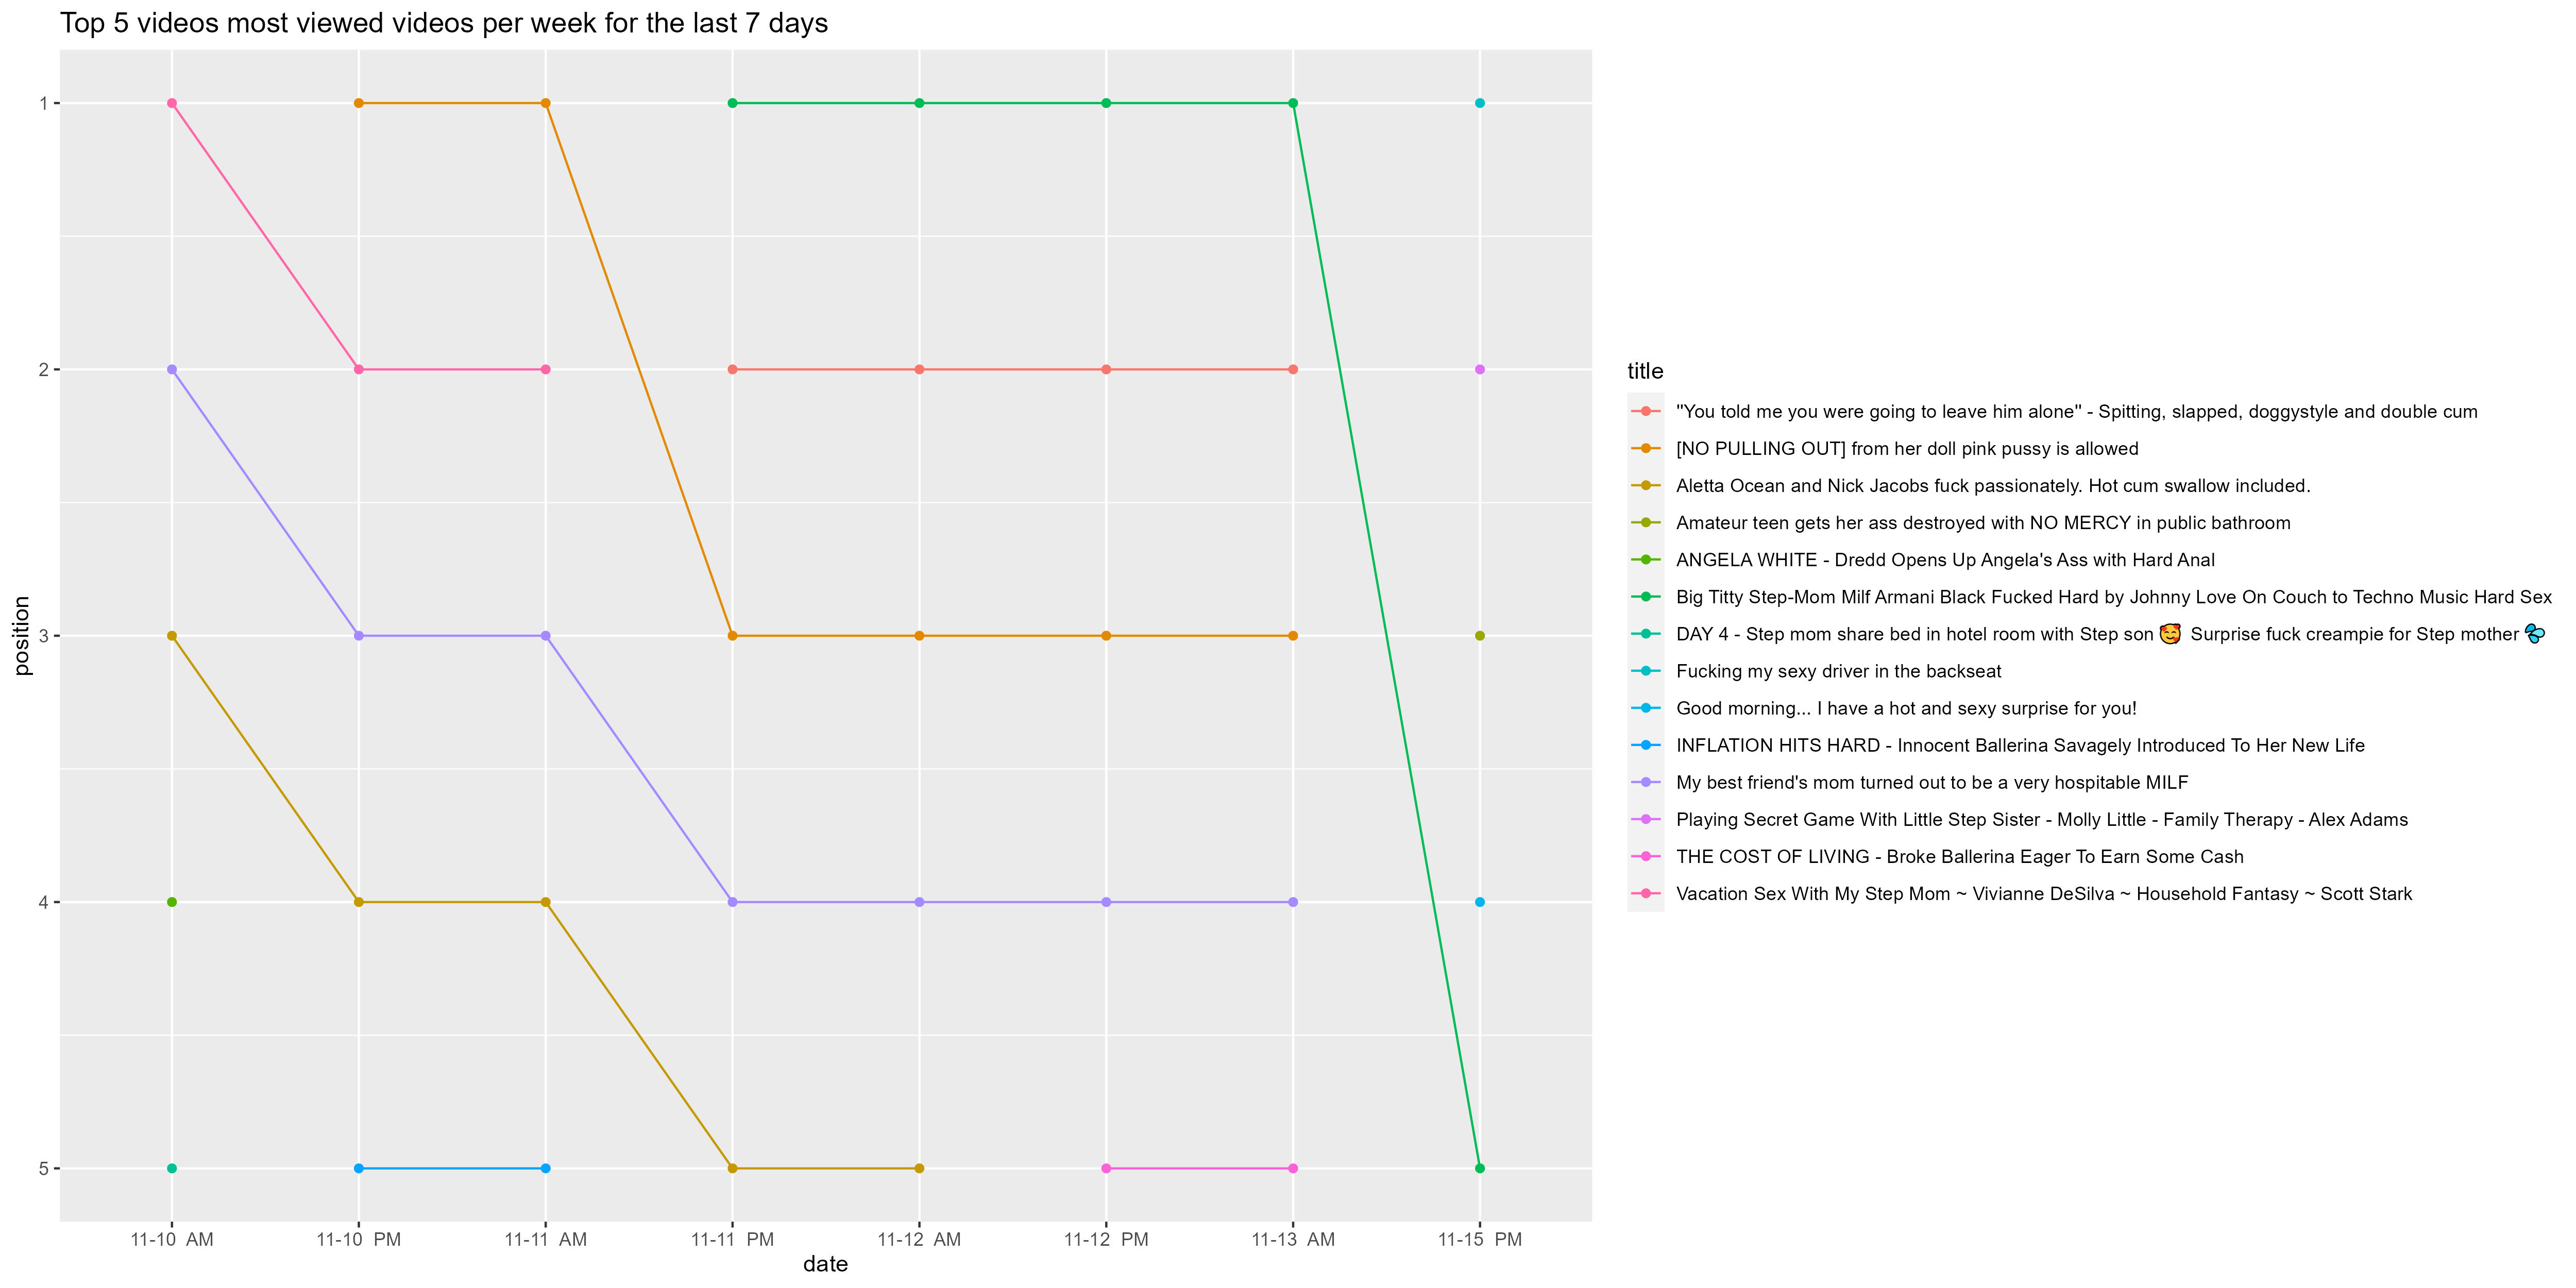 Top 5 videos most viewed videos per week for the last 7 days
1
2
3
4
5
position
11-10 AM
11-10 PM
11-11 AM
11-11 PM
11-12 AM
11-12 PM
11-13 AM
11-15 PM
date
title
"You told me you were going to leave him alone" - Spitting, slapped, doggystyle and double cum
[NO PULLING OUT] from her doll pink pussy is allowed
Aletta Ocean and Nick Jacobs fuck passionately. Hot cum swallow included.
Amateur teen gets her ass destroyed with NO MERCY in public bathroom
ANGELA WHITE - Dredd Opens Up Angela's Ass with Hard Anal
Big Titty Step-Mom Milf Armani Black Fucked Hard by Johnny Love On Couch to Techno Music Hard Sex
DAY 4 - Step mom share bed in hotel room with Step son 🥰 Surprise fuck creampie for Step mother 💦
Fucking my sexy driver in the backseat
Good morning... I have a hot and sexy surprise for you!
INFLATION HITS HARD - Innocent Ballerina Savagely Introduced To Her New Life
My best friend's mom turned out to be a very hospitable MILF
Playing Secret Game With Little Step Sister - Molly Little - Family Therapy - Alex Adams
THE COST OF LIVING - Broke Ballerina Eager To Earn Some Cash
Vacation Sex With My Step Mom ~ Vivianne DeSilva ~ Household Fantasy ~ Scott Stark